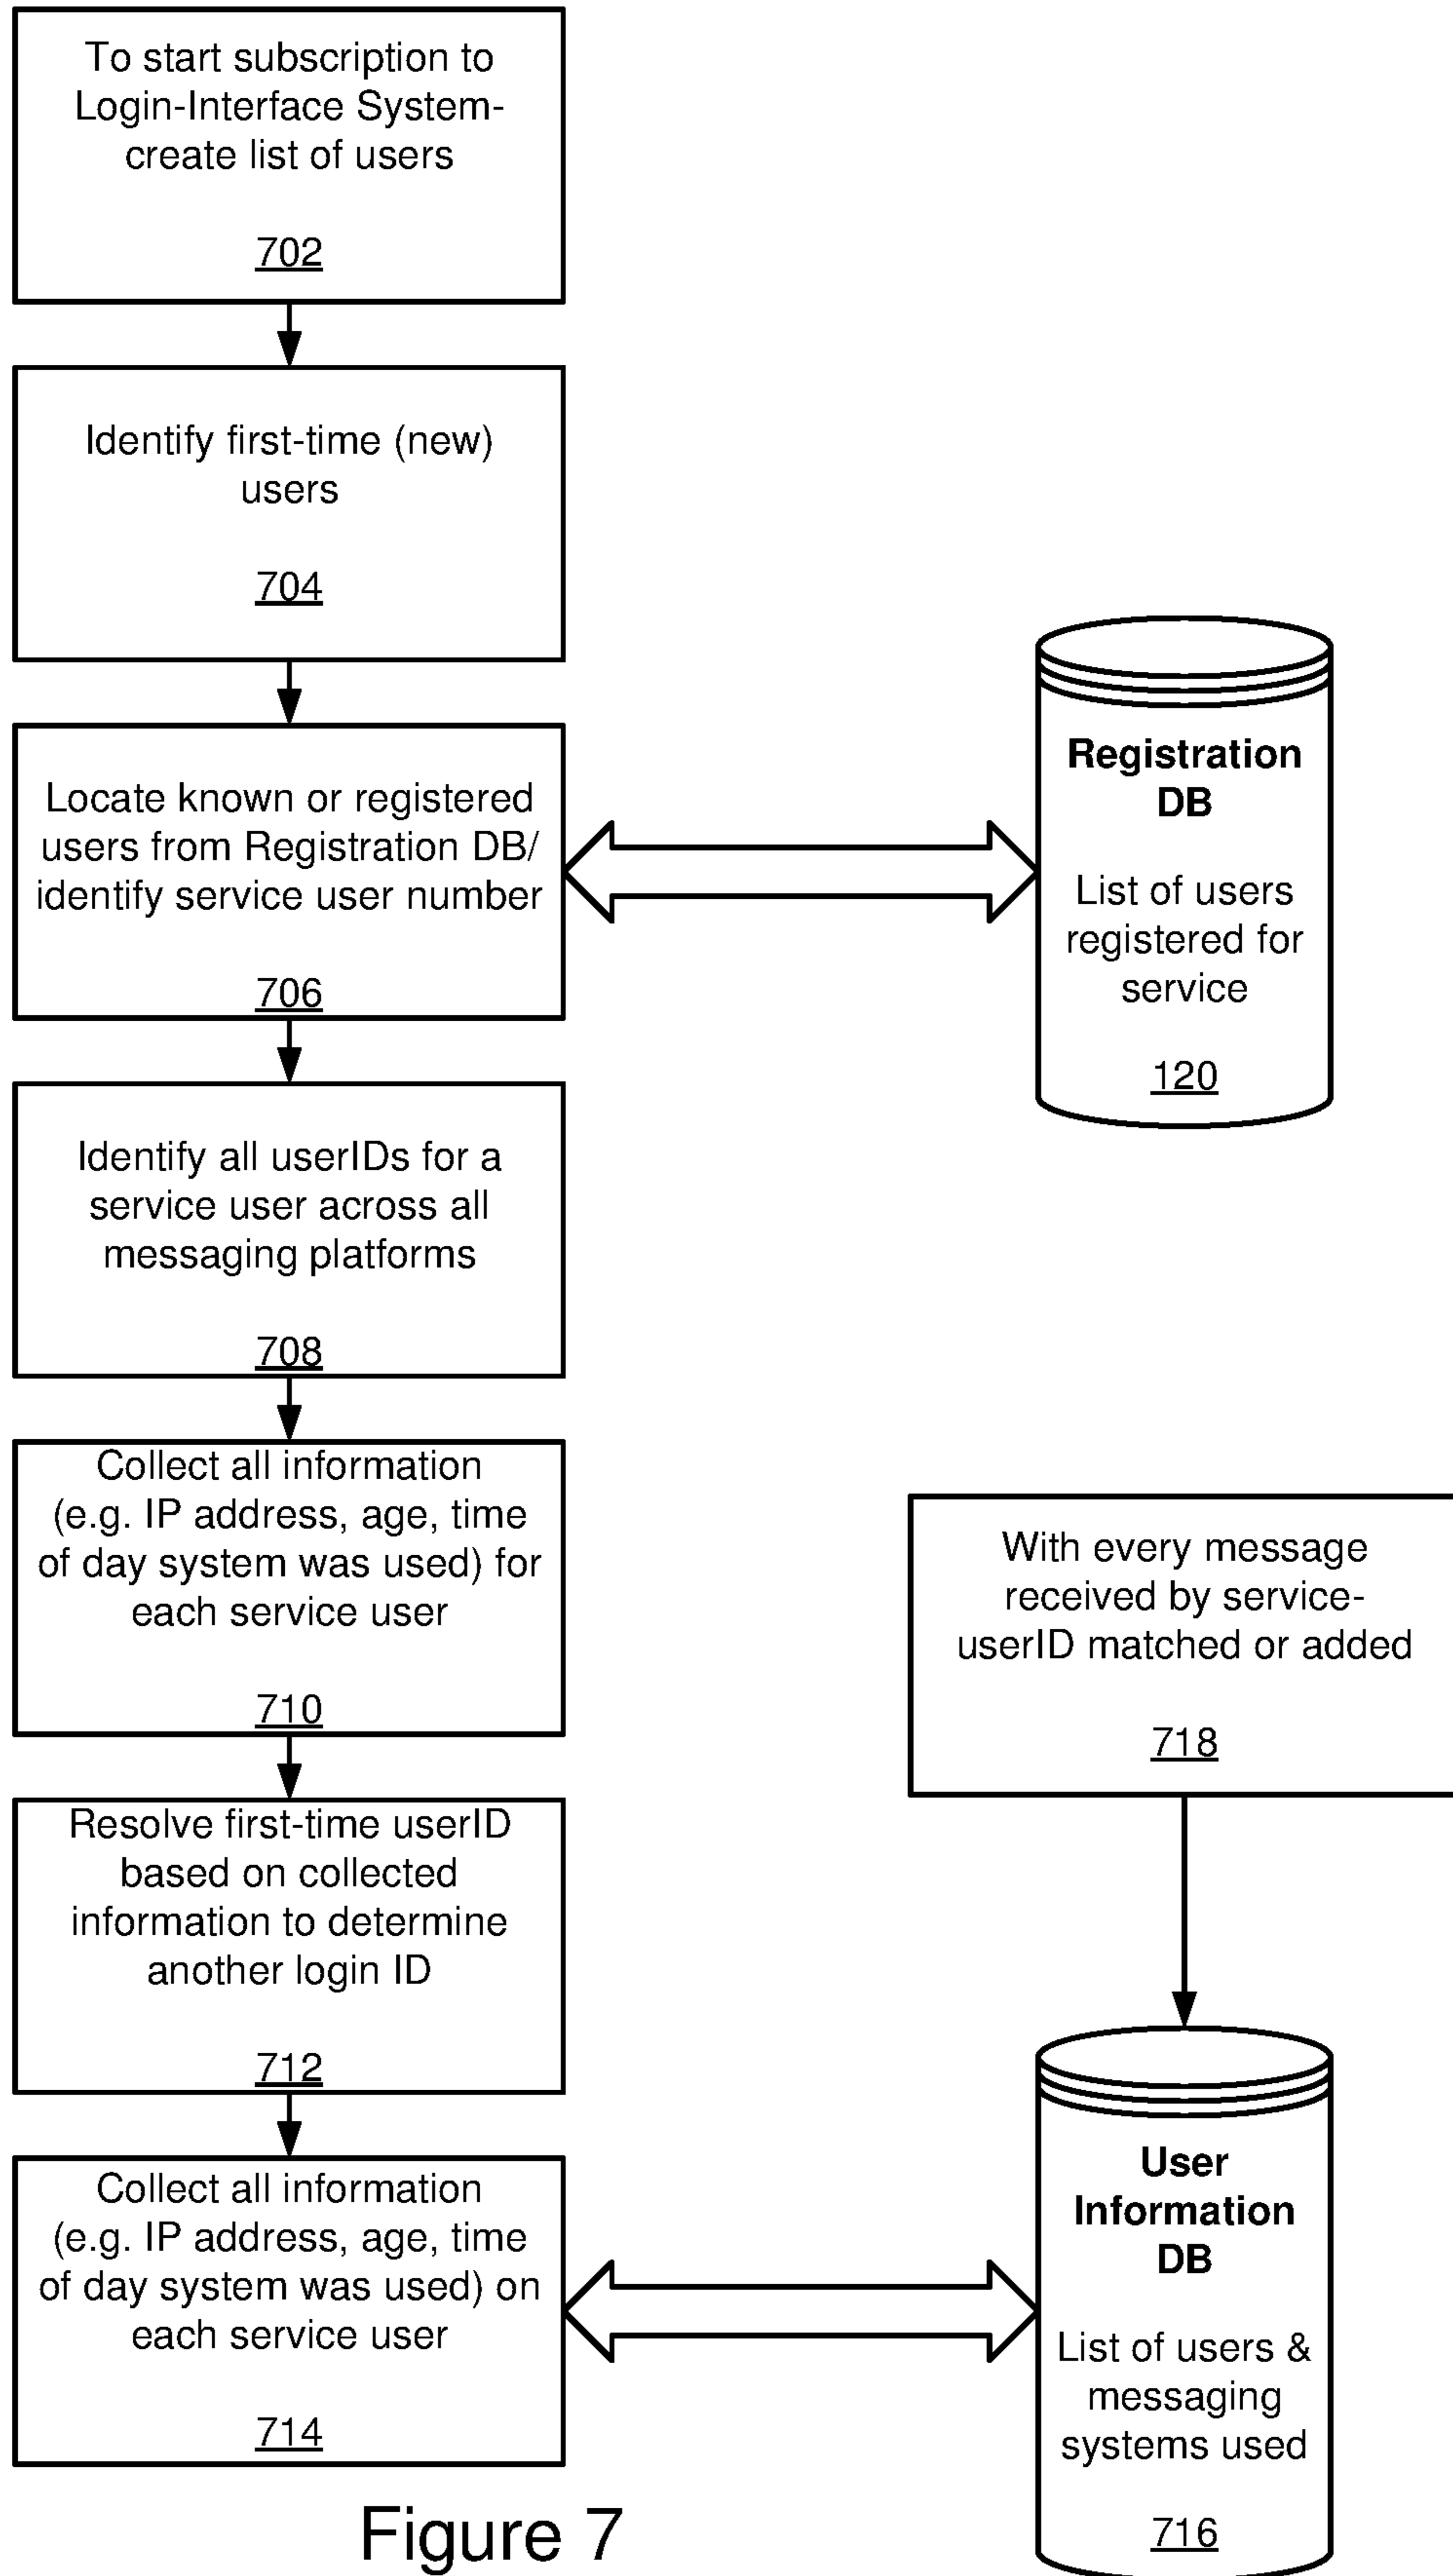 To start subscription to
Login-Interface System-
create list of users
702
Identify first-time (new)
users
704
Locate known or registered
users from Registration DB/
identify service user number
706
Registration
DB
List of users
registered for
service
120
Identify all userIDs for a
service user across all
messaging platforms
708
Collect all information
(e.g. IP address, age, time
of day system was used) for
each service user
710
With every message
received by service-
userID matched or added
718
Resolve first-time userID
based on collected
information to determine
another login ID
712
Collect all information
(e.g. IP address, age, time
of day system was used) on
each service user
714
User
Information
DB
List of users &
messaging
systems used
716
Figure 7